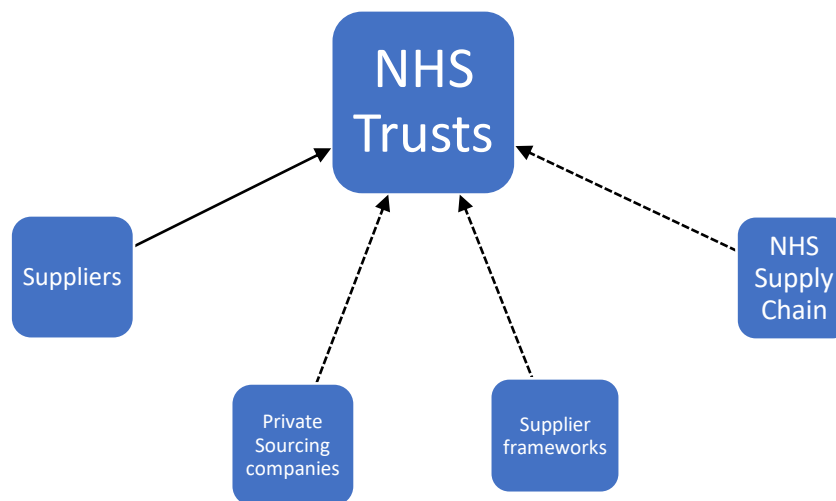 NHS
Trusts
Suppliers
NHS
Supply
Chain
Private
Sourcing
companies
Supplier
frameworks